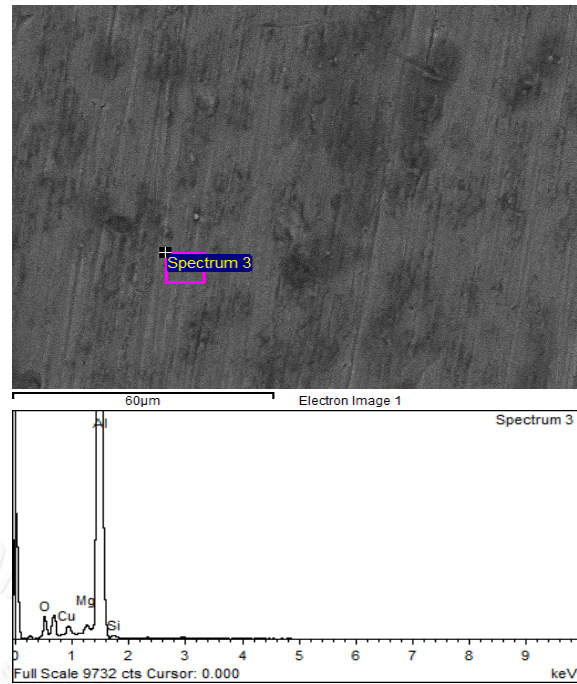 Spectrum 3
60µm Electron Image 1
Spectrum 3
Al
O
Cu
Mg
Si
0 1 2 3 4 5 6 7 8 9
Full Scale 9732 cts Cursor: 0.000 keV